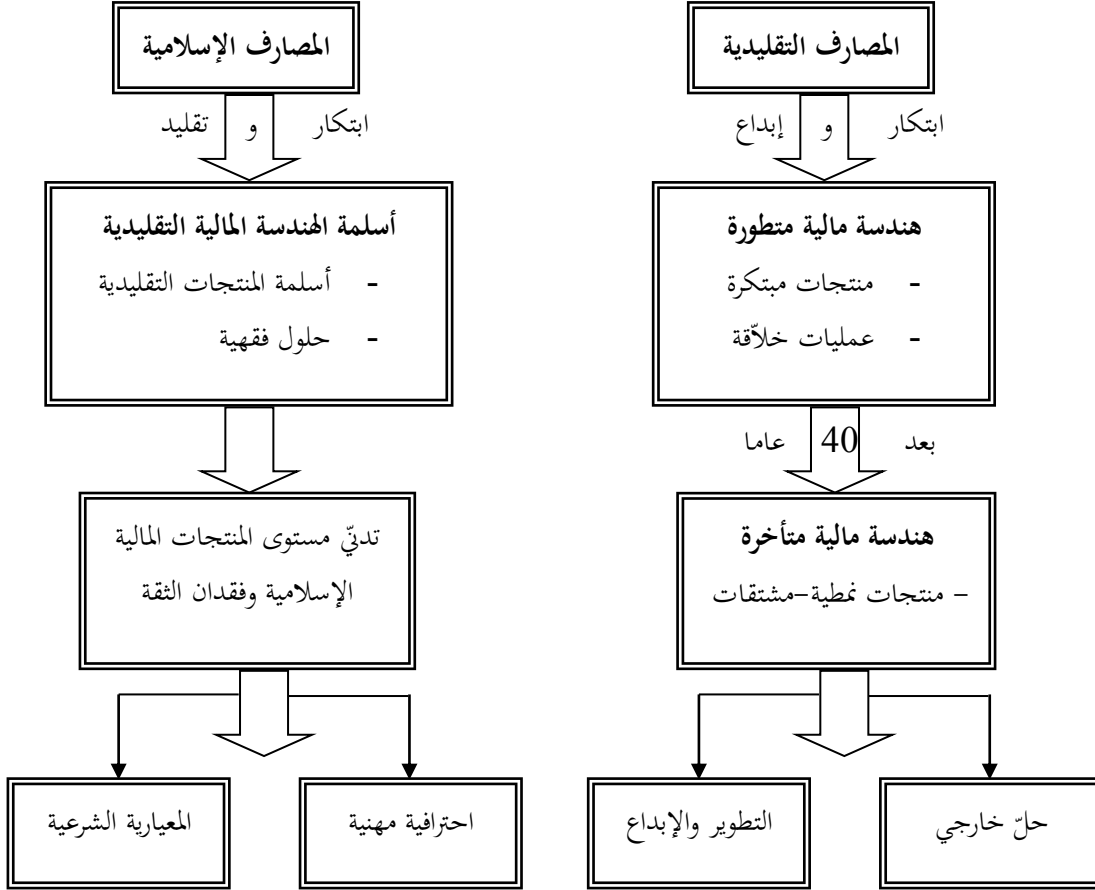 المصارف التقليدية
ابتكار و إبداع
هندسة مالية متطورة
- منتجات مبتكرة
- عمليات خلاّقة
بعد 40 عاما
هندسة مالية متأخرة
– منتجات نمطية–مشتقات
حلّ خارجي
التطوير والإبداع
المصارف الإسلامية
ابتكار و تقليد
أسلمة الهندسة المالية التقليدية
- أسلمة المنتجات التقليدية
- حلول فقهية
تدنيّ مستوى المنتجات المالية
الإسلامية وفقدان الثقة
احترافية مهنية
المعيارية الشرعية